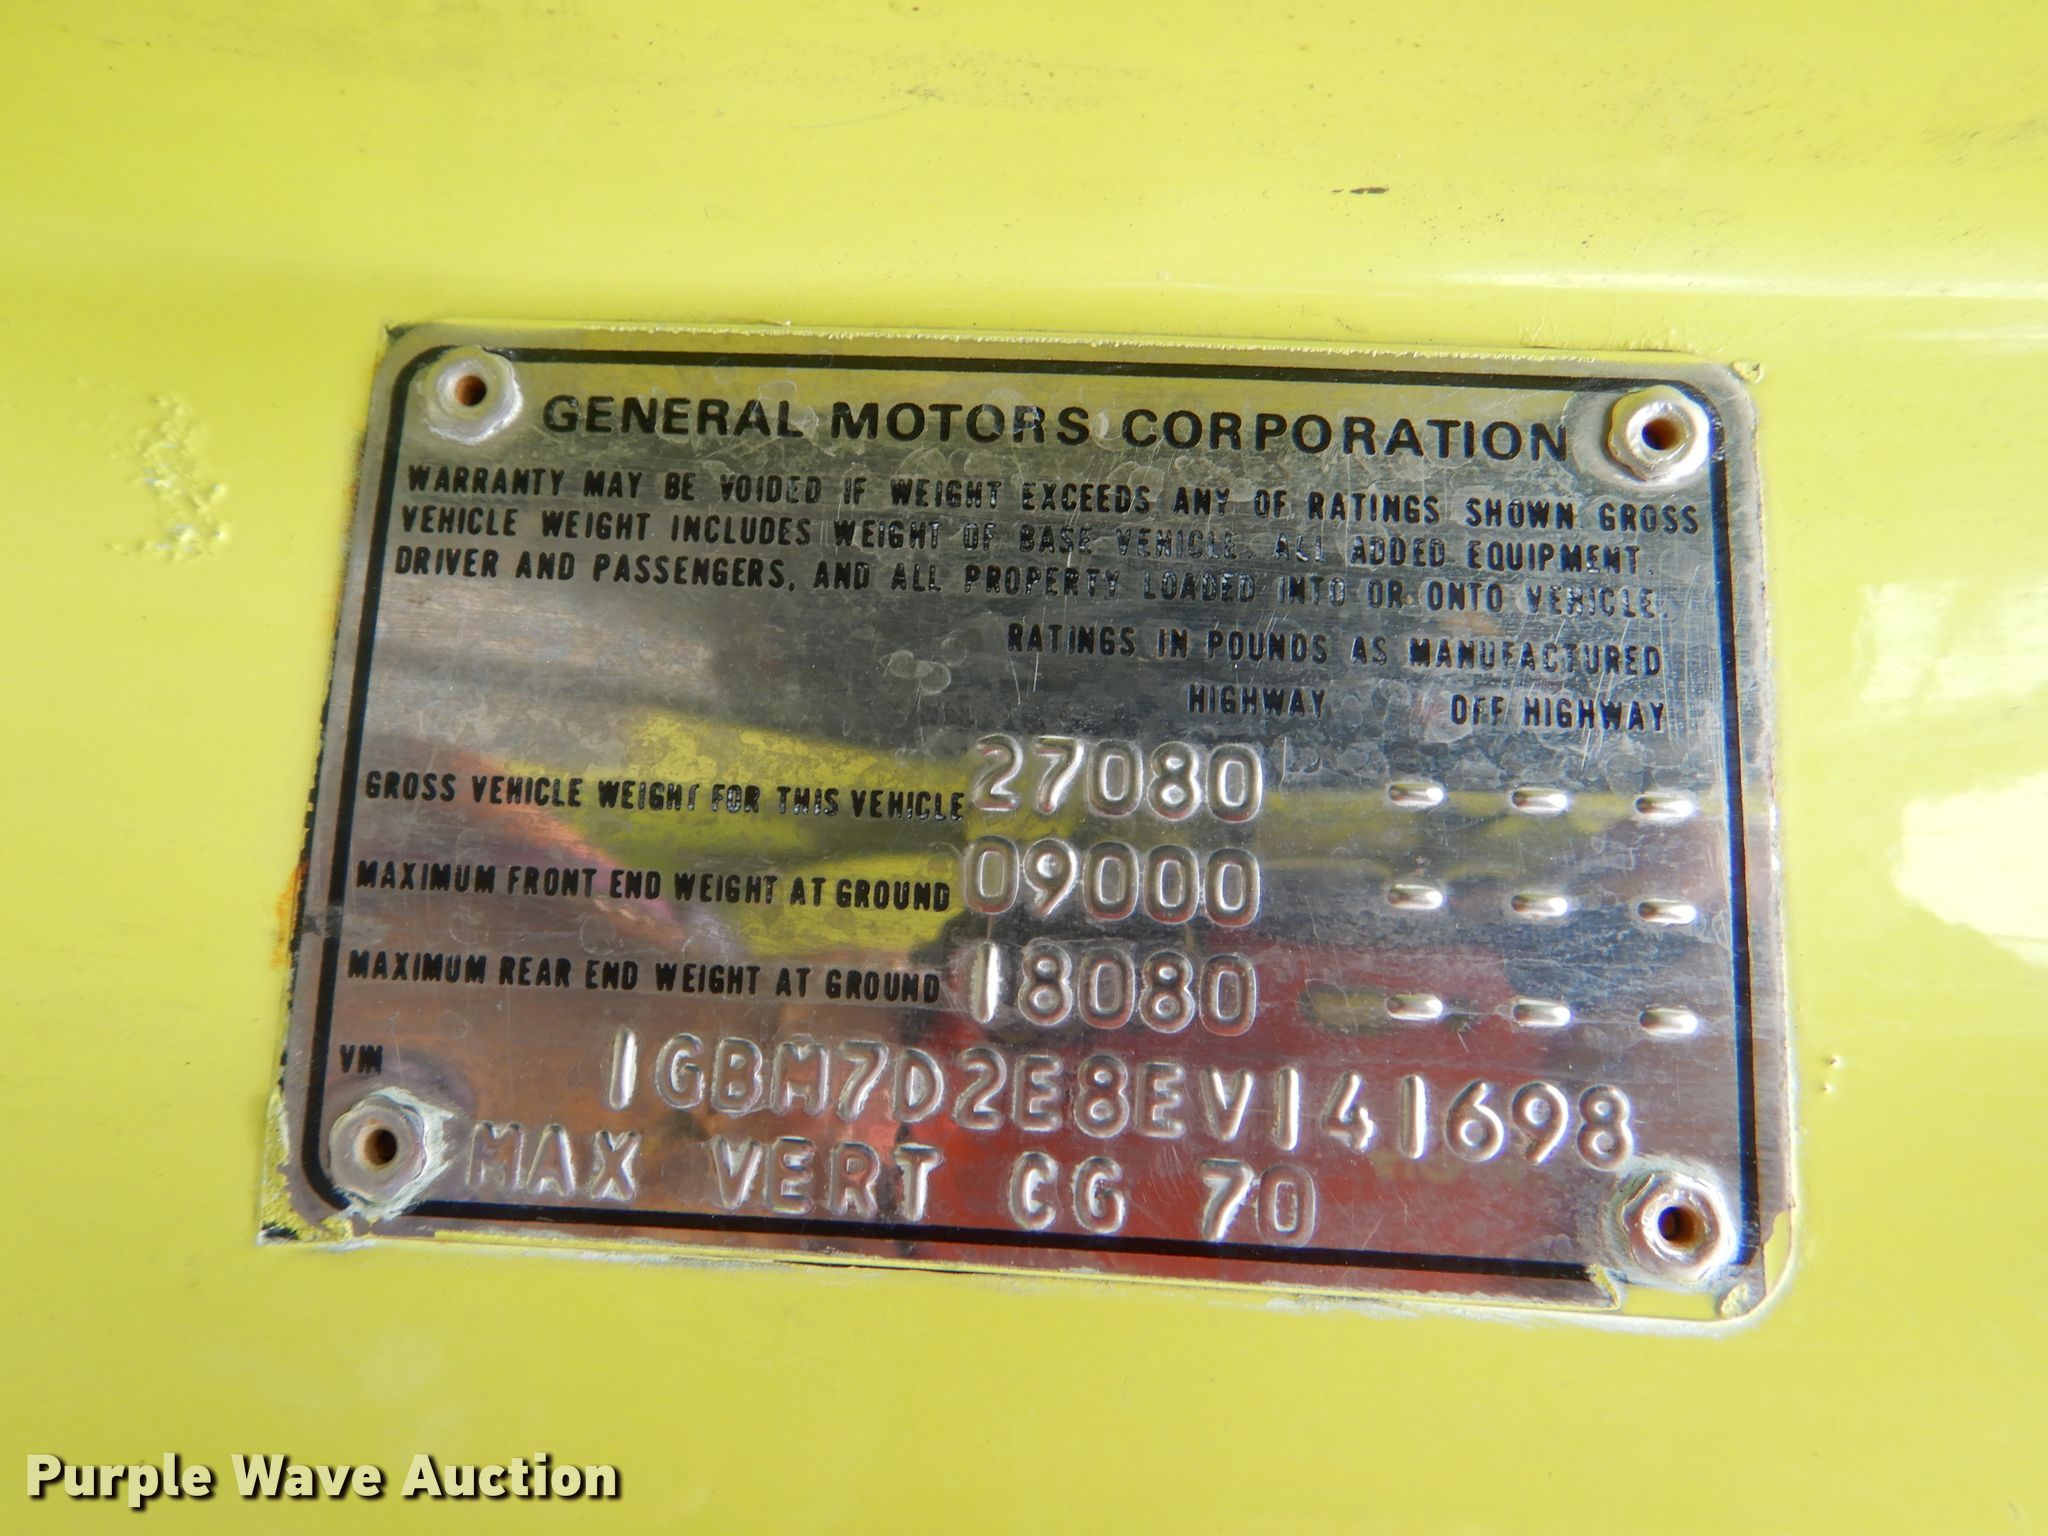 GENERAL MOTORS CORPORATION
WARRANTY MAY BE VOIDED IF WEIGHT EXCEEDS ANY OF RATINGS SHOWN. GROSS
VEHICLE WEIGHT INCLUDES WEIGHT OF BASE VEHICLE, ALL ADDED EQUIPMENT,
DRIVER AND PASSENGERS, AND ALL PROPERTY LOADED INTO OR ONTO VEHICLE.
RATINGS IN POUNDS AS MANUFACTURED
HIGHWAY OFF HIGHWAY
GROSS VEHICLE WEIGHT FOR THIS VEHICLE 27080 - - -
MAXIMUM FRONT END WEIGHT AT GROUND 09000 - - -
MAXIMUM REAR END WEIGHT AT GROUND 18080 - - -
VIN 1GBM7D2E8EV141698
MAX VERT CG 70
Purple Wave Auction